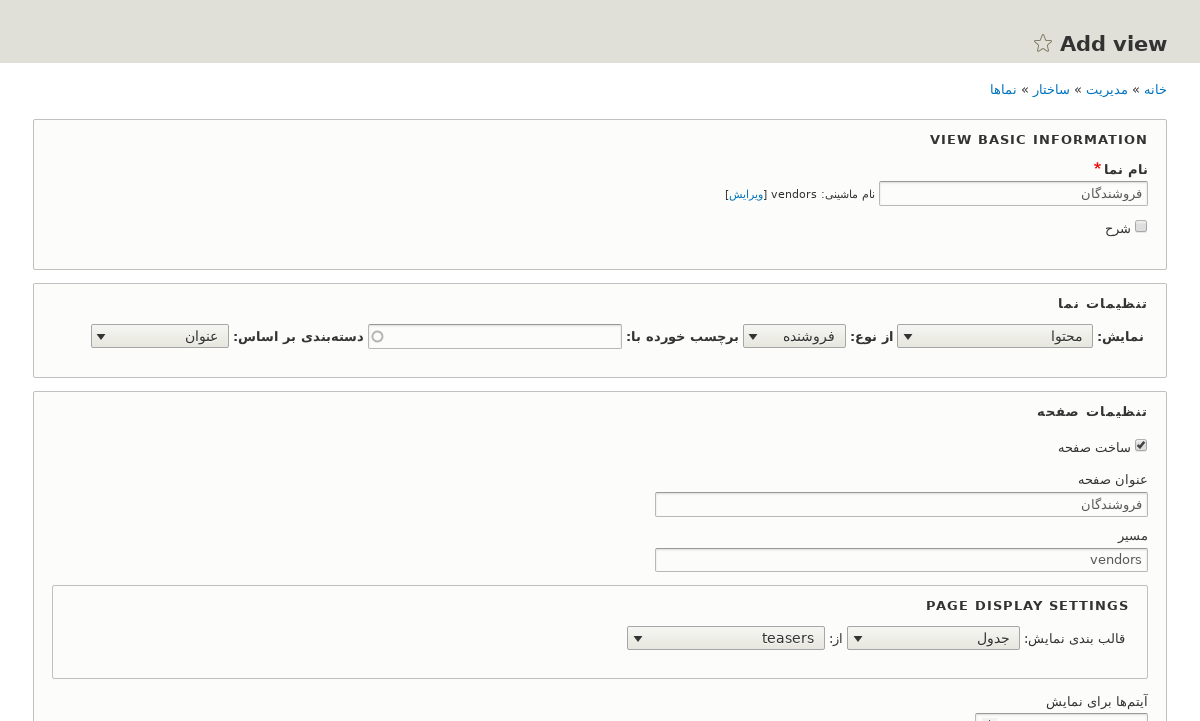 Add view
خانه » مدیریت » ساختار » نماها
VIEW BASIC INFORMATION
نام نما *
فروشندگان نام ماشینی: vendors [ویرایش]
شرح
تنظیمات نما
نمایش: محتوا از نوع: فروشنده برچسب خورده با: دسته‌بندی بر اساس: عنوان
تنظیمات صفحه
ساخت صفحه
عنوان صفحه
فروشندگان
مسیر
vendors
PAGE DISPLAY SETTINGS
قالب بندی نمایش: جدول از: teasers
آیتم‌ها برای نمایش